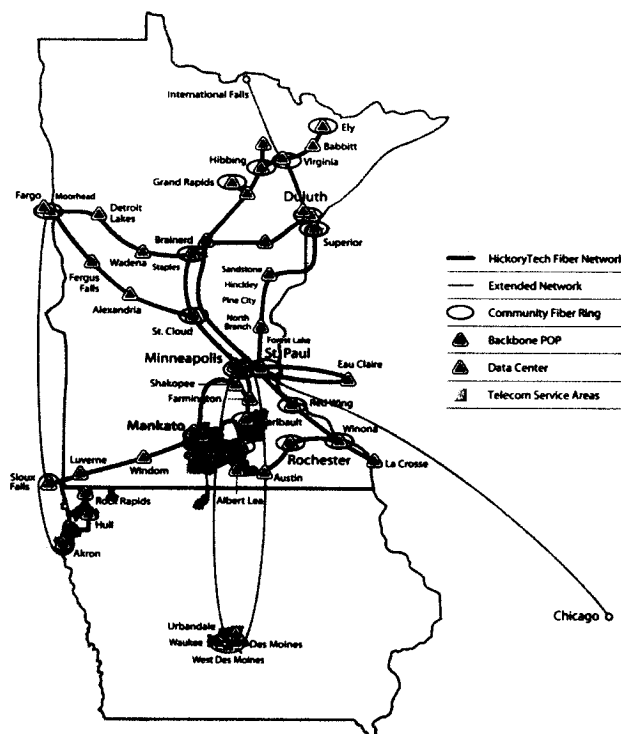 International Falls
Ely
Babbitt
Hibbing
Virginia
Grand Rapids
Fargo
Moorhead
Detroit
Lakes
Duluth
Superior
Brainerd
Staples
Wadena
Fergus
Falls
Alexandria
Sandstone
Hinckley
Pine City
North
Branch
Forest Lake
St. Cloud
Minneapolis
St. Paul
Eau Claire
Shakopee
Farmington
Red Wing
Mankato
Faribault
Winona
Rochester
La Crosse
Luverne
Windom
Sioux
Falls
Albert Lea
Austin
Rock Rapids
Hull
Akron
Urbandale
Waukee
Des Moines
West Des Moines
Chicago
HickoryTech Fiber Network
Extended Network
Community Fiber Ring
Backbone POP
Data Center
Telecom Service Areas